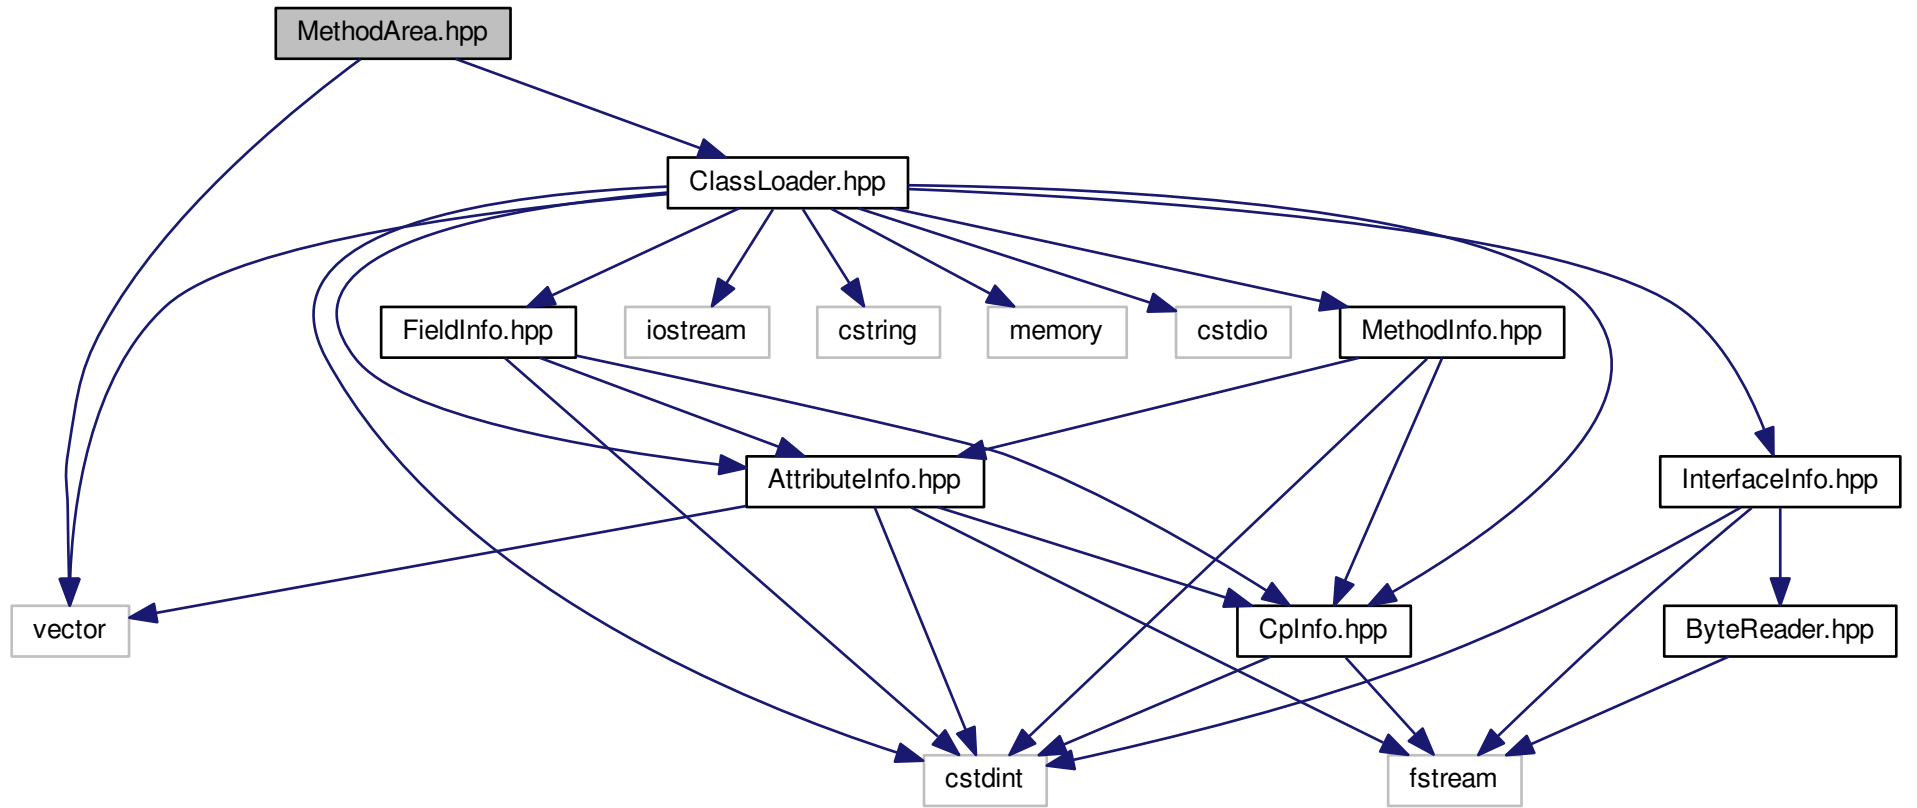 MethodArea.hpp
ClassLoader.hpp
FieldInfo.hpp
iostream
cstring
memory
cstdio
MethodInfo.hpp
AttributeInfo.hpp
InterfaceInfo.hpp
vector
CpInfo.hpp
ByteReader.hpp
cstdint
fstream